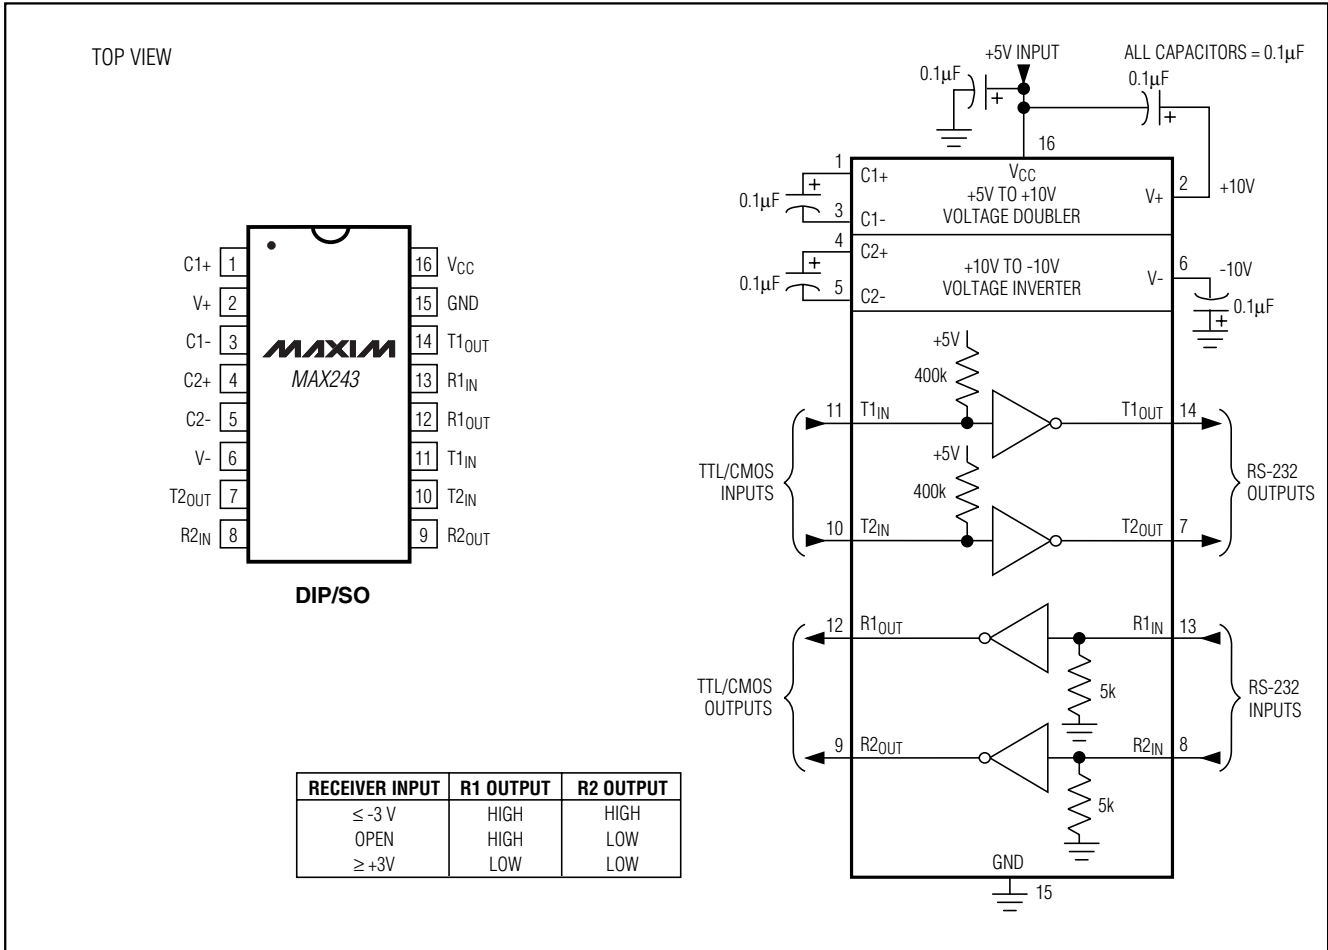 TOP VIEW
C1+ 1
V+ 2
C1- 3
C2+ 4
C2- 5
V- 6
T2OUT 7
R2IN 8
MAXIM
MAX243
16 VCC
15 GND
14 T1OUT
13 R1IN
12 R1OUT
11 T1IN
10 T2IN
9 R2OUT
DIP/SO
RECEIVER INPUT R1 OUTPUT R2 OUTPUT
≤ -3 V HIGH HIGH
OPEN HIGH LOW
≥ +3V LOW LOW
+5V INPUT
ALL CAPACITORS = 0.1µF
0.1µF
+
0.1µF
+
16
VCC
1
C1+
+5V TO +10V
VOLTAGE DOUBLER
V+
2
+10V
0.1µF
+
3
C1-
4
C2+
+10V TO -10V
VOLTAGE INVERTER
V-
6
-10V
0.1µF
+
5
C2-
0.1µF
+
+5V
400k
TTL/CMOS
INPUTS
11
T1IN
T1OUT
14
+5V
400k
10
T2IN
T2OUT
7
RS-232
OUTPUTS
TTL/CMOS
OUTPUTS
12
R1OUT
R1IN
13
5k
9
R2OUT
R2IN
8
5k
RS-232
INPUTS
GND
15